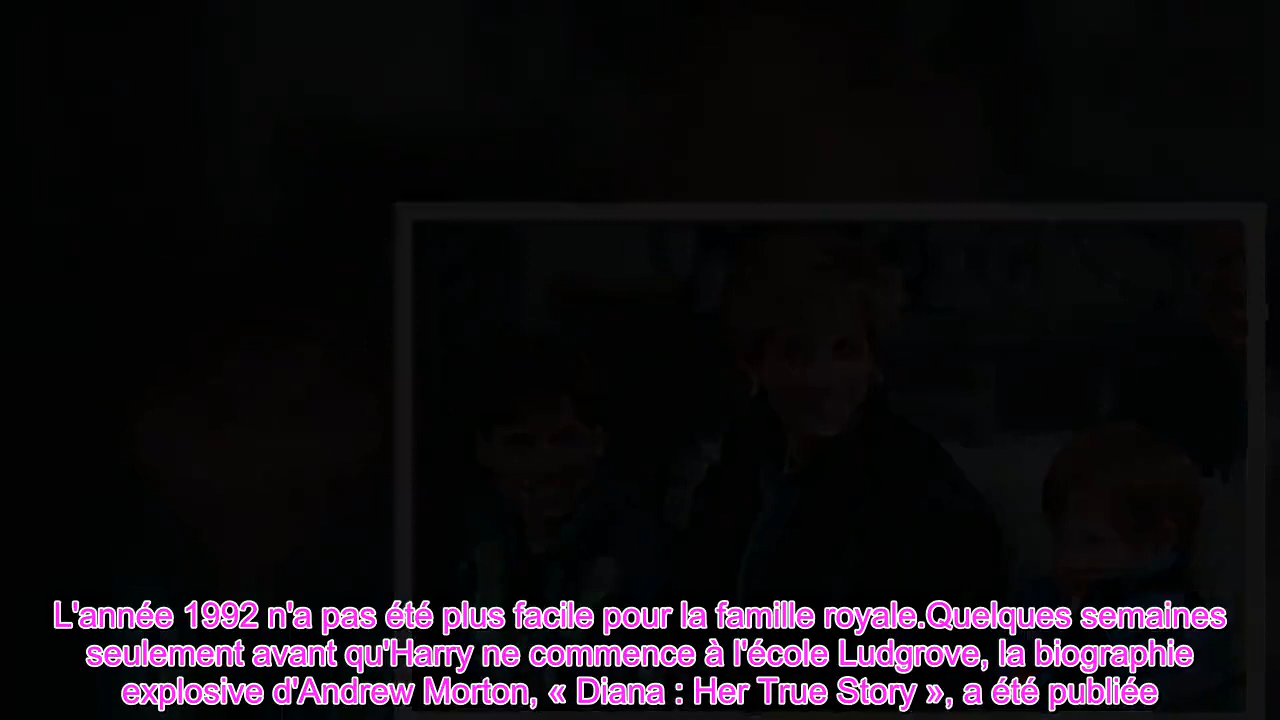 L'année 1992 n'a pas été plus facile pour la famille royale.Quelques semaines
seulement avant qu'Harry ne commence à l'école Ludgrove, la biographie
explosive d'Andrew Morton, « Diana : Her True Story », a été publiée